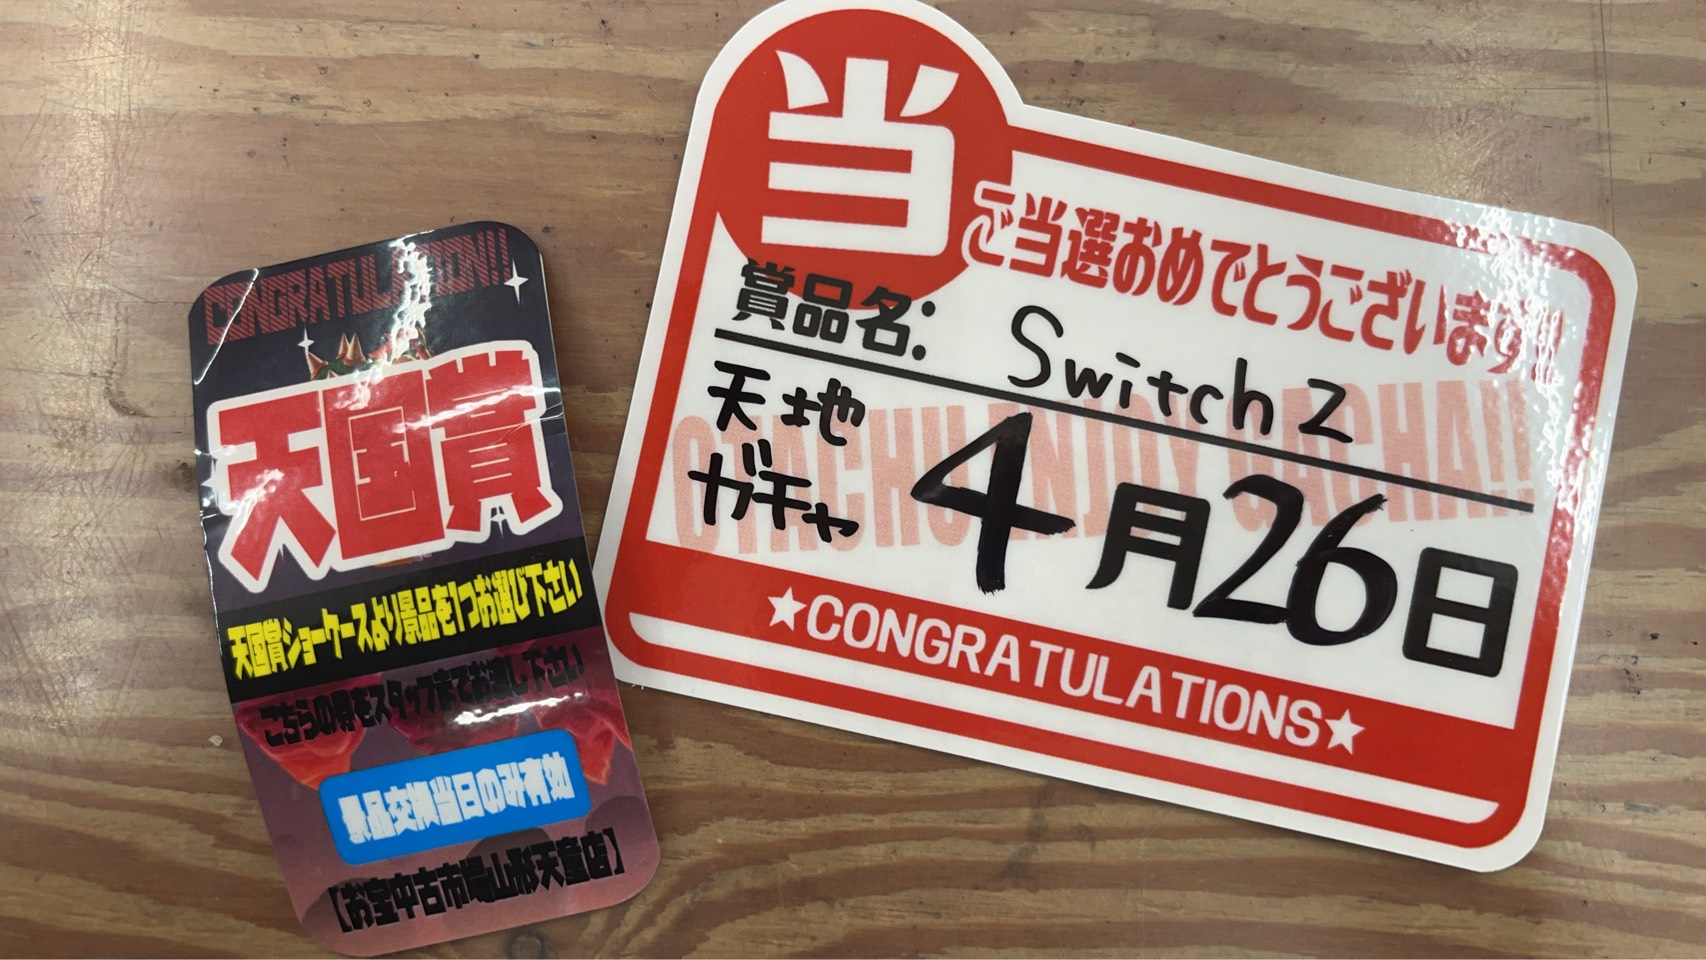 CONGRATULATION!!
天国賞
天国賞ショーケースより景品を1つお選び下さい
こちらの券をスタッフまでお渡し下さい
景品交換当日のみ有効
【お宝中古市場山形天童店】
当
ご当選おめでとうございます!!
賞品名: Switch2
天地
ガチャ
4月26日
OTACHU ENJOY GACHA!!
★CONGRATULATIONS★